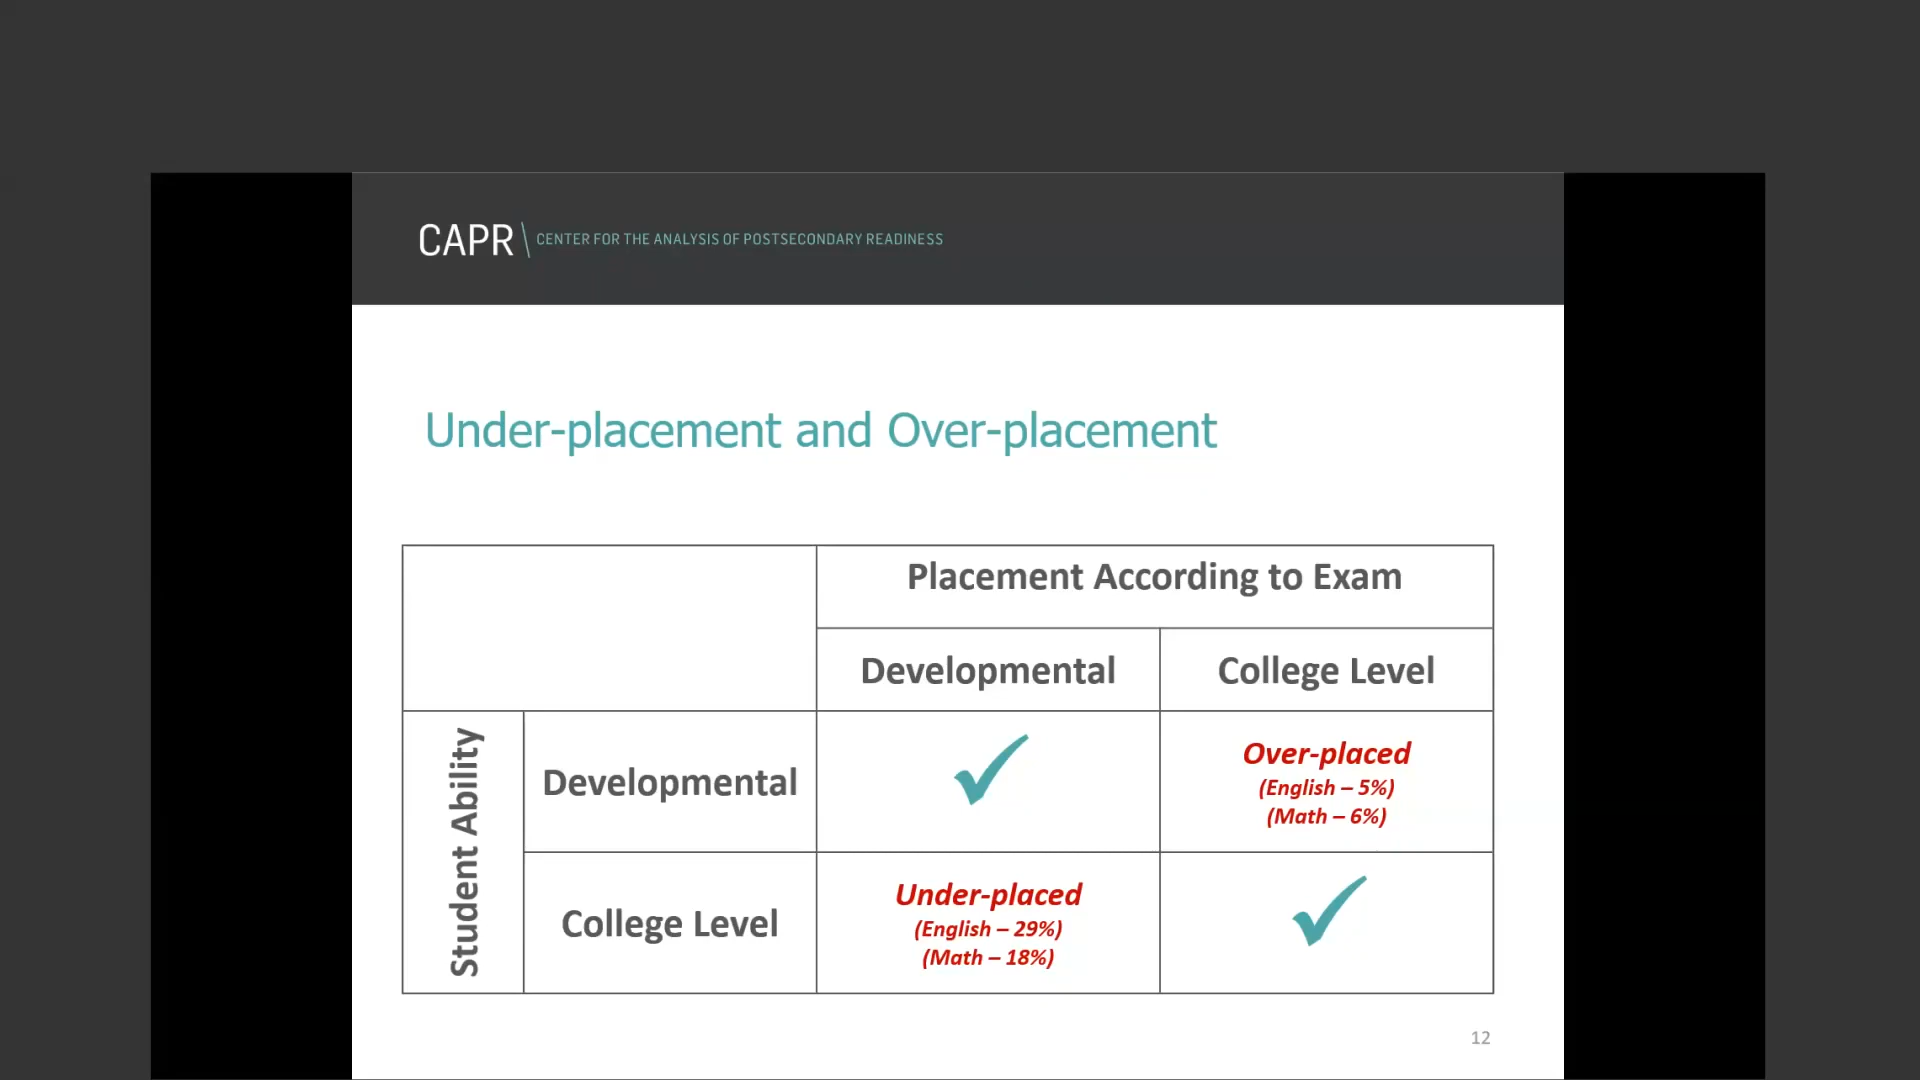 CAPR \ CENTER FOR THE ANALYSIS OF POSTSECONDARY READINESS
Under-placement and Over-placement
Placement According to Exam
Developmental
College Level
Student Ability
Developmental
Over-placed
(English – 5%)
(Math – 6%)
College Level
Under-placed
(English – 29%)
(Math – 18%)
12